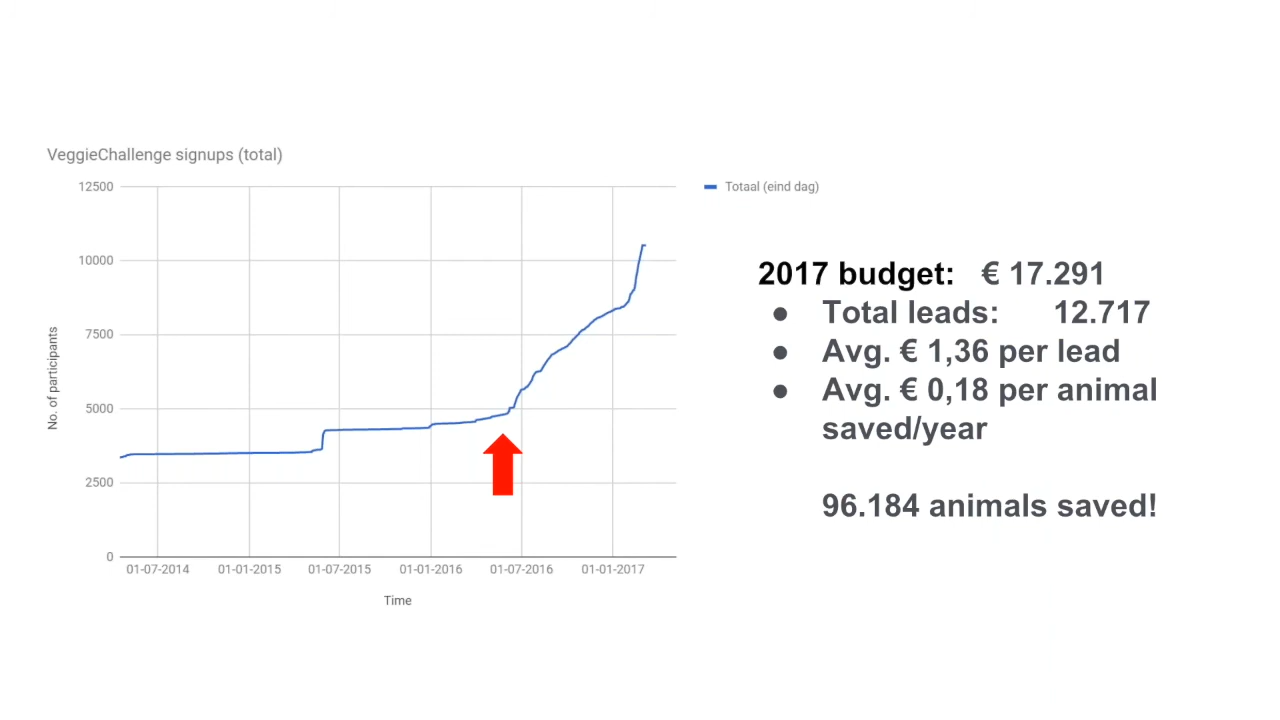 VeggieChallenge signups (total)
12500
10000
7500
5000
2500
0
No. of participants
01-07-2014
01-01-2015
01-07-2015
01-01-2016
01-07-2016
01-01-2017
Time
Totaal (eind dag)
2017 budget: € 17.291
● Total leads: 12.717
● Avg. € 1,36 per lead
● Avg. € 0,18 per animal
saved/year
96.184 animals saved!